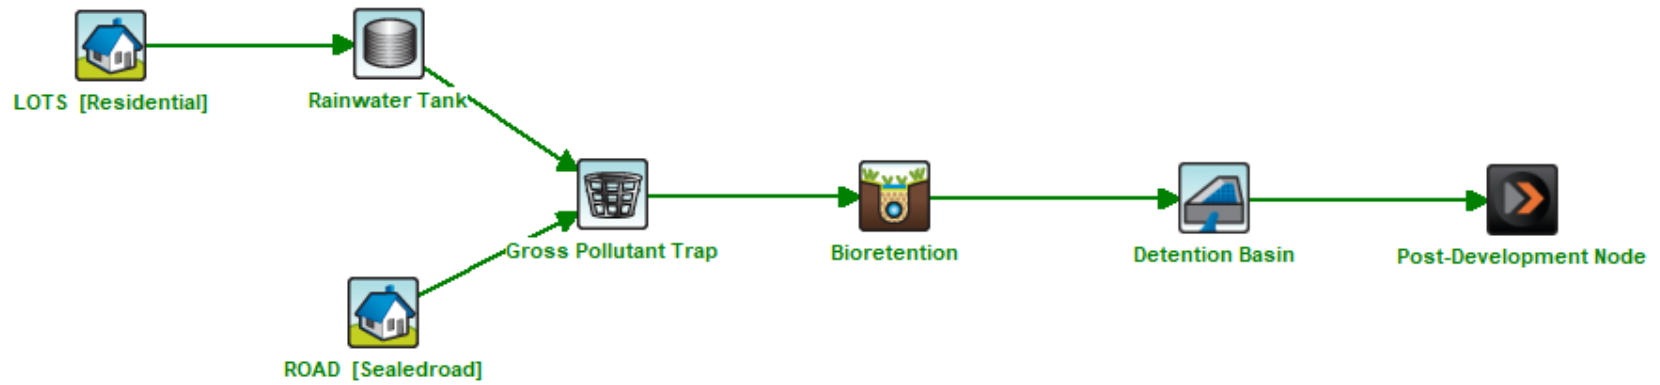 LOTS [Residential]
Rainwater Tank
Gross Pollutant Trap
Bioretention
Detention Basin
Post-Development Node
ROAD [Sealedroad]